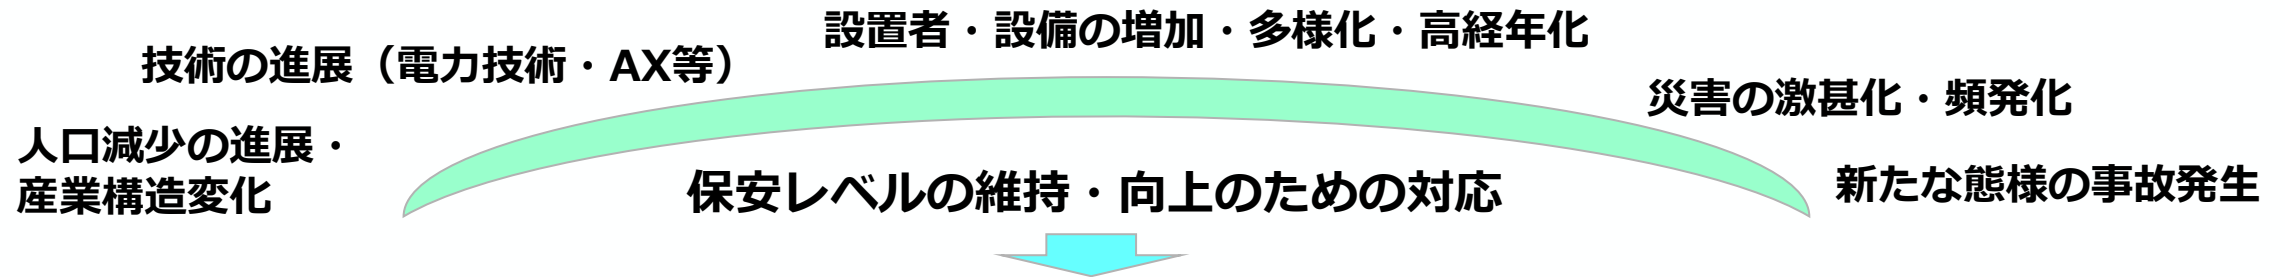 設置者・設備の増加・多様化・高経年化
技術の進展（電力技術・AX等）
災害の激甚化・頻発化
人口減少の進展・
産業構造変化
保安レベルの維持・向上のための対応
新たな態様の事故発生